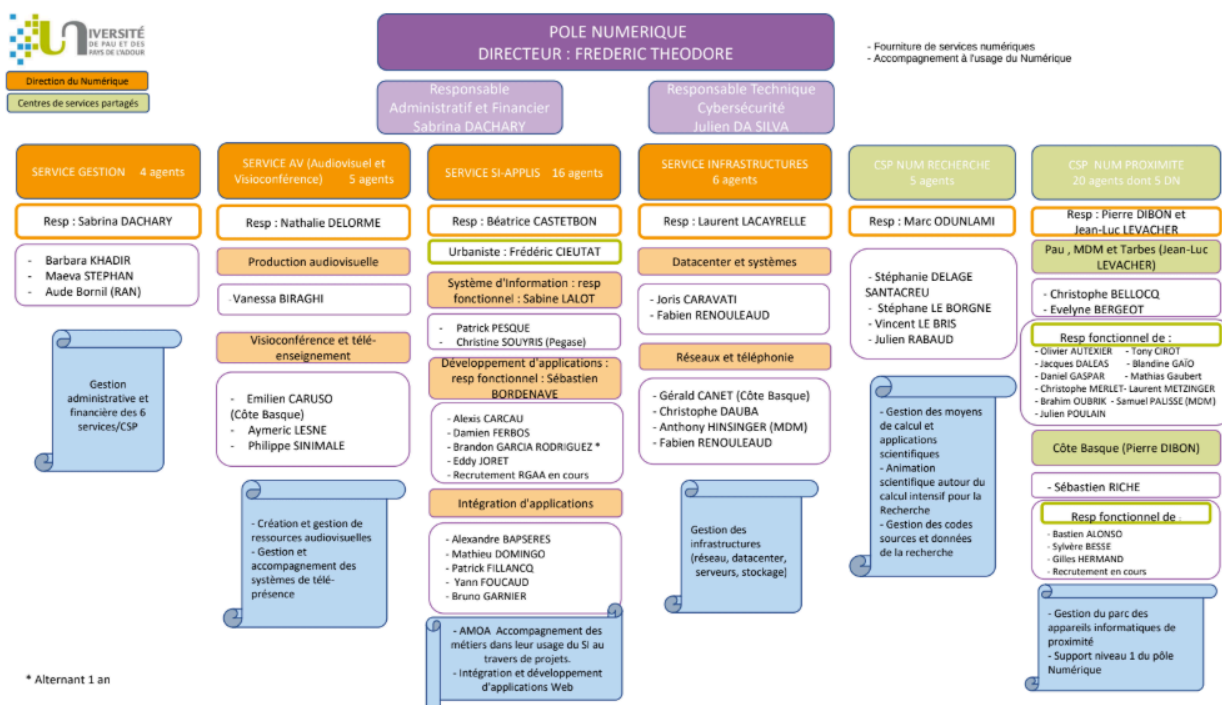 UNIVERSITÉ
DE PAU ET DES
PAYS DE L'ADOUR
Direction du Numérique
Centres de services partagés
POLE NUMERIQUE
DIRECTEUR : FREDERIC THEODORE
- Fourniture de services numériques
- Accompagnement à l'usage du Numérique
Responsable
Administratif et Financier
Sabrina DACHARY
Responsable Technique
Cybersécurité
Julien DA SILVA
SERVICE GESTION 4 agents
Resp : Sabrina DACHARY
- Barbara KHADIR
- Maeva STEPHAN
- Aude Bornil (RAN)
Gestion
administrative et
financière des 6
services/CSP
SERVICE AV (Audiovisuel et
Visioconférence) 5 agents
Resp : Nathalie DELORME
Production audiovisuelle
- Vanessa BIRAGHI
Visioconférence et télé-
enseignement
- Emilien CARUSO
(Côte Basque)
- Aymeric LESNE
- Philippe SINIMALE
- Création et gestion de
ressources audiovisuelles
- Gestion et
accompagnement des
systèmes de télé-
présence
SERVICE SI-APPLIS 16 agents
Resp : Béatrice CASTETBON
Urbaniste : Frédéric CIEUTAT
Système d'Information : resp
fonctionnel : Sabine LALOT
- Patrick PESQUE
- Christine SOUYRIS (Pegase)
Développement d'applications :
resp fonctionnel : Sébastien
BORDENAVE
- Alexis CARCAU
- Damien FERBOS
- Brandon GARCIA RODRIGUEZ *
- Eddy JORET
- Recrutement RGAA en cours
Intégration d'applications
- Alexandre BAPSERES
- Mathieu DOMINGO
- Patrick FILLANCQ
- Yann FOUCAUD
- Bruno GARNIER
- AMOA Accompagnement des
métiers dans leur usage du SI au
travers de projets.
- Intégration et développement
d'applications Web
SERVICE INFRASTRUCTURES
6 agents
Resp : Laurent LACAYRELLE
Datacenter et systèmes
- Joris CARAVATI
- Fabien RENOULEAUD
Réseaux et téléphonie
- Gérald CANET (Côte Basque)
- Christophe DAUBA
- Anthony HINSINGER (MDM)
- Fabien RENOULEAUD
Gestion des
infrastructures
(réseau, datacenter,
serveurs, stockage)
CSP NUM RECHERCHE
5 agents
Resp : Marc ODUNLAMI
- Stéphanie DELAGE
SANTACREU
- Stéphane LE BORGNE
- Vincent LE BRIS
- Julien RABAUD
- Gestion des moyens
de calcul et
applications
scientifiques
- Animation
scientifique autour du
calcul intensif pour la
Recherche
- Gestion des codes
sources et données
de la recherche
CSP NUM PROXIMITE
20 agents dont 5 DN
Resp : Pierre DIBON et
Jean-Luc LEVACHER
Pau , MDM et Tarbes (Jean-Luc
LEVACHER)
- Christophe BELLOCQ
- Evelyne BERGEOT
Resp fonctionnel de :
- Olivier AUTEXIER - Tony CIROT
- Jacques DALEAS - Blandine GAÏO
- Daniel GASPAR - Mathias Gaubert
- Christophe MERLET- Laurent METZINGER
- Brahim OUBRIK - Samuel PALISSE (MDM)
- Julien POULAIN
Côte Basque (Pierre DIBON)
- Sébastien RICHE
Resp fonctionnel de :
- Bastien ALONSO
- Sylvère BESSE
- Gilles HERMAND
- Recrutement en cours
- Gestion du parc des
appareils informatiques de
proximité
- Support niveau 1 du pôle
Numérique
* Alternant 1 an